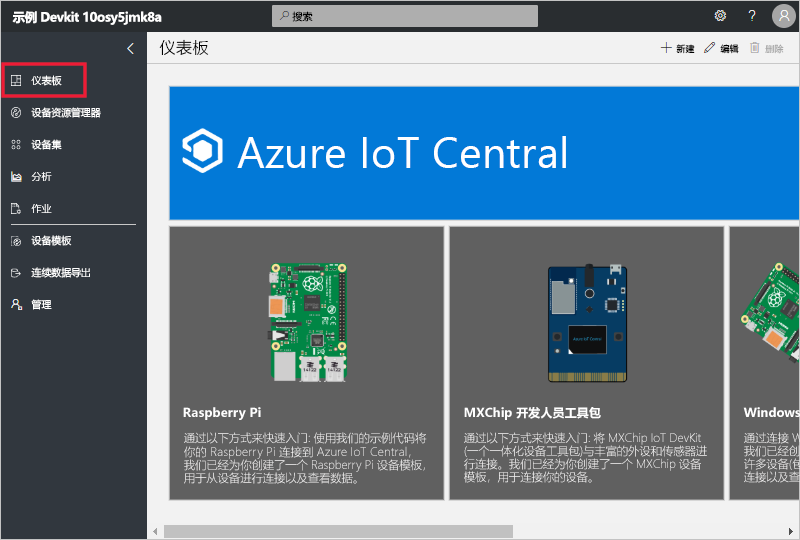 示例 Devkit 10osy5jmk8a
搜索
?
仪表板
新建
编辑
删除
仪表板
设备资源管理器
设备集
分析
作业
设备模板
连续数据导出
管理
Azure IoT Central
Raspberry Pi
通过以下方式来快速入门: 使用我们的示例代码将
你的 Raspberry Pi 连接到 Azure IoT Central,
我们已经为你创建了一个 Raspberry Pi 设备模板,
用于从设备进行连接以及查看数据。
Azure IoT Central
MXChip 开发人员工具包
通过以下方式来快速入门: 将 MXChip IoT DevKit
(一个一体化设备工具包)与丰富的外设和传感器进
行连接。我们已经为你创建了一个 MXChip 设备
模板, 用于连接你的设备。
Windows
通过连接 W
我们已经创
许多设备(包
连接以及查